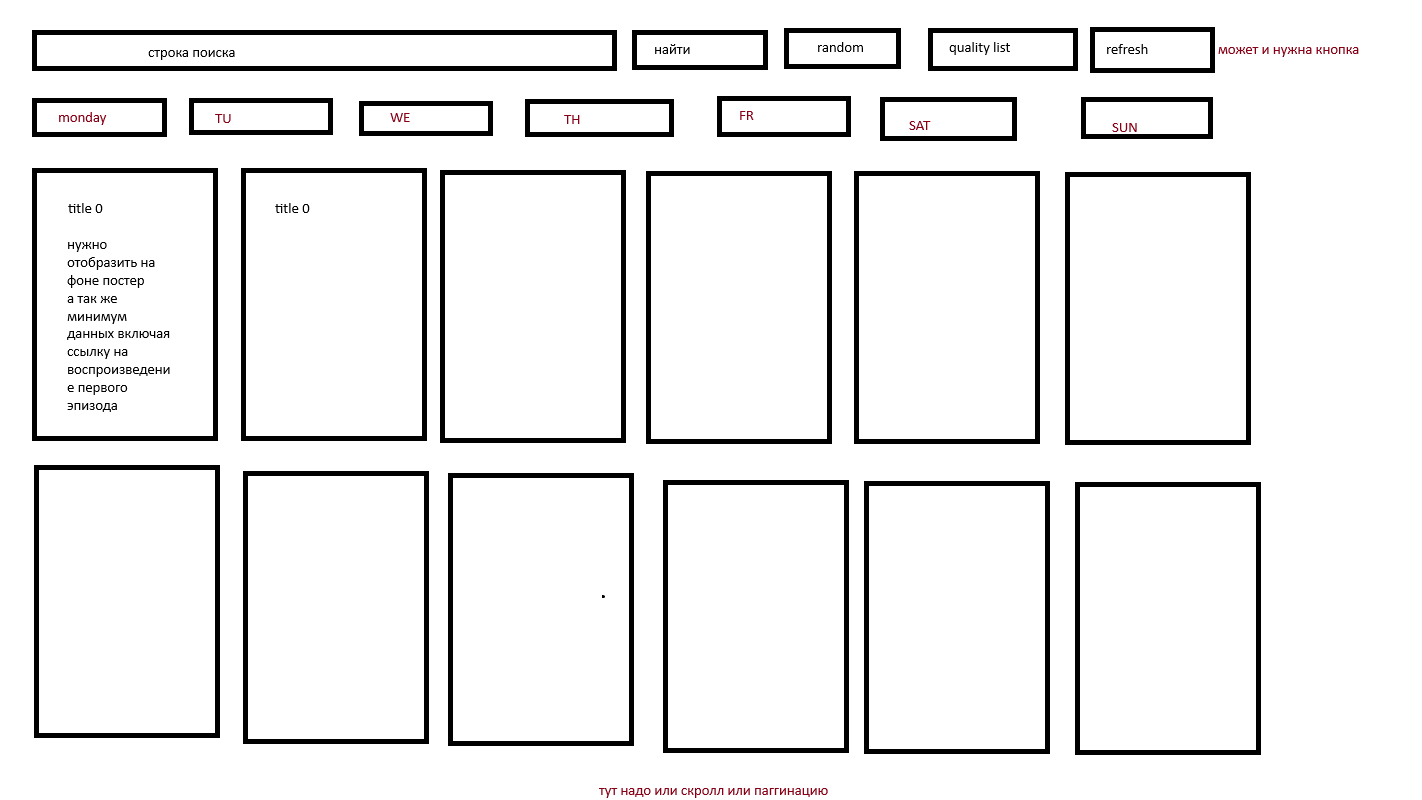 строка поиска
найти
random
quality list
refresh
может и нужна кнопка
monday
TU
WE
TH
FR
SAT
SUN
title 0
нужно
отобразить на
фоне постер
а так же
минимум
данных включая
ссылку на
воспроизведени
е первого
эпизода
title 0
тут надо или скролл или паггинацию